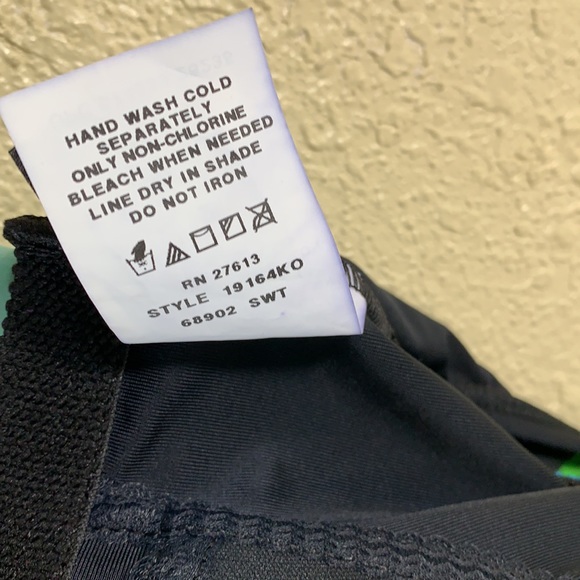 HAND WASH COLD
SEPARATELY
ONLY NON-CHLORINE
BLEACH WHEN NEEDED
LINE DRY IN SHADE
DO NOT IRON
RN 27613
STYLE 19164KO
68902 SWT